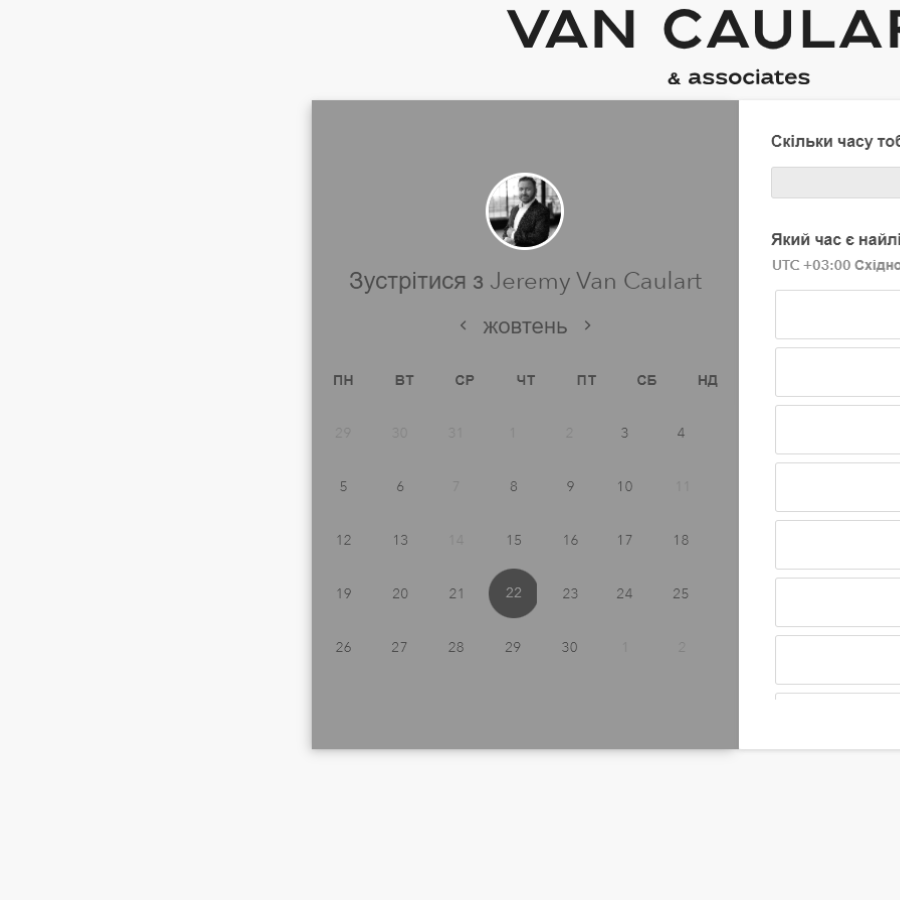 VAN CAULAR
& associates
Зустрітися з Jeremy Van Caulart
жовтень
ПН ВТ СР ЧТ ПТ СБ НД
29 30 31 1 2 3 4
5 6 7 8 9 10 11
12 13 14 15 16 17 18
19 20 21 22 23 24 25
26 27 28 29 30 1 2
Скільки часу тоб
Який час є найлі
UTC +03:00 Східно